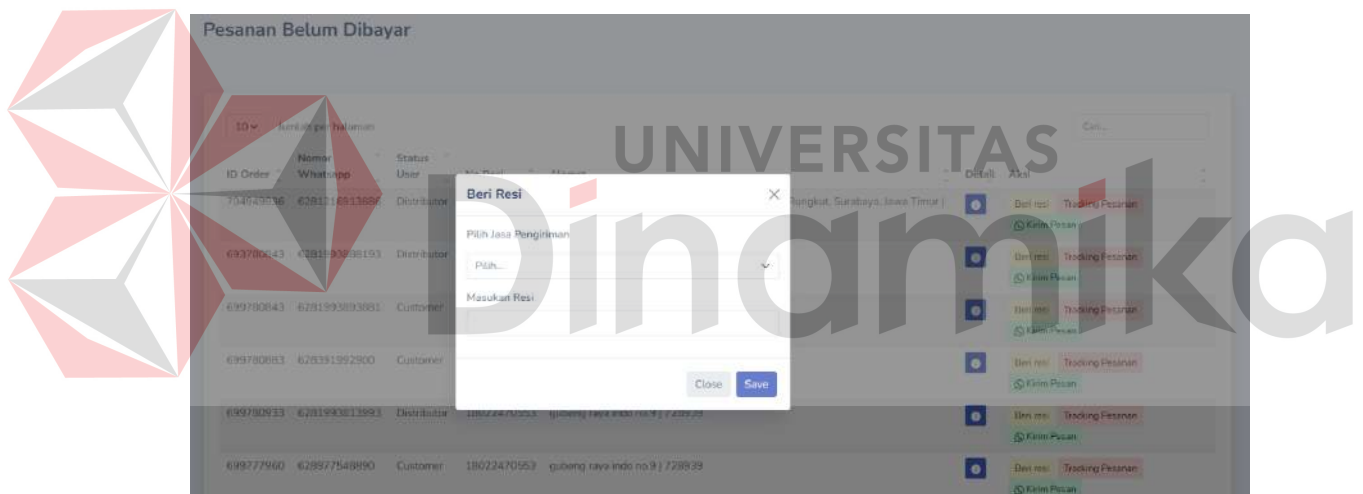 Pesanan Belum Dibayar
10 Jumlah per halaman
Cari...
UNIVERSITAS
Dinamika
ID Order Nomor Whatsapp Status User No Resi Alamat Detail Aksi
Distributor Rungkut, Surabaya, Jawa Timur | Beri resi Tracking Pesanan
Kirim Pesan
Distributor Beri resi Tracking Pesanan
Kirim Pesan
699780843 Customer Beri resi Tracking Pesanan
Kirim Pesan
699780883 628391992900 Customer Beri resi Tracking Pesanan
Kirim Pesan
699780933 6281993813993 Distributor 18022470553 gubeng raya indo no.9 | 728939 Beri resi Tracking Pesanan
Kirim Pesan
699777960 628977548890 Customer 18022470553 gubeng raya indo no.9 | 728939 Beri resi Tracking Pesanan
Kirim Pesan
Beri Resi
Pilih Jasa Pengiriman
Pilih...
Masukan Resi
Close Save